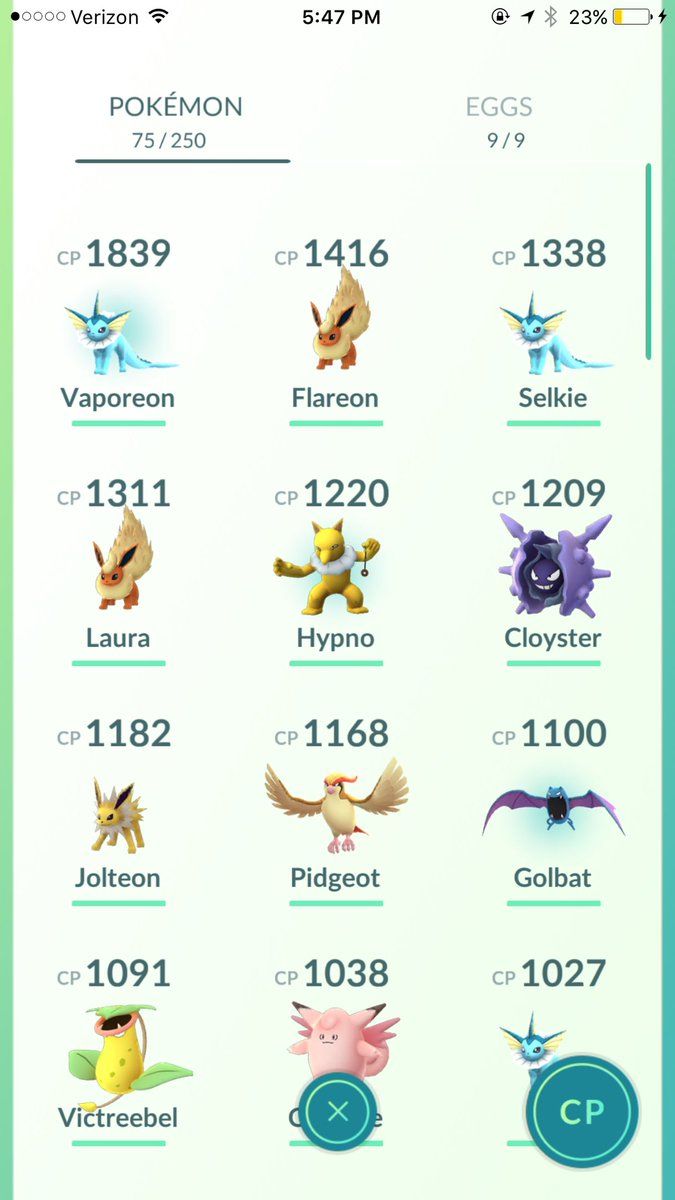 Verizon 5:47 PM 23%
POKÉMON EGGS
75/250 9/9
CP 1839 CP 1416 CP 1338
Vaporeon Flareon Selkie
CP 1311 CP 1220 CP 1209
Laura Hypno Cloyster
CP 1182 CP 1168 CP 1100
Jolteon Pidgeot Golbat
CP 1091 CP 1038 CP 1027
Victreebel
CP